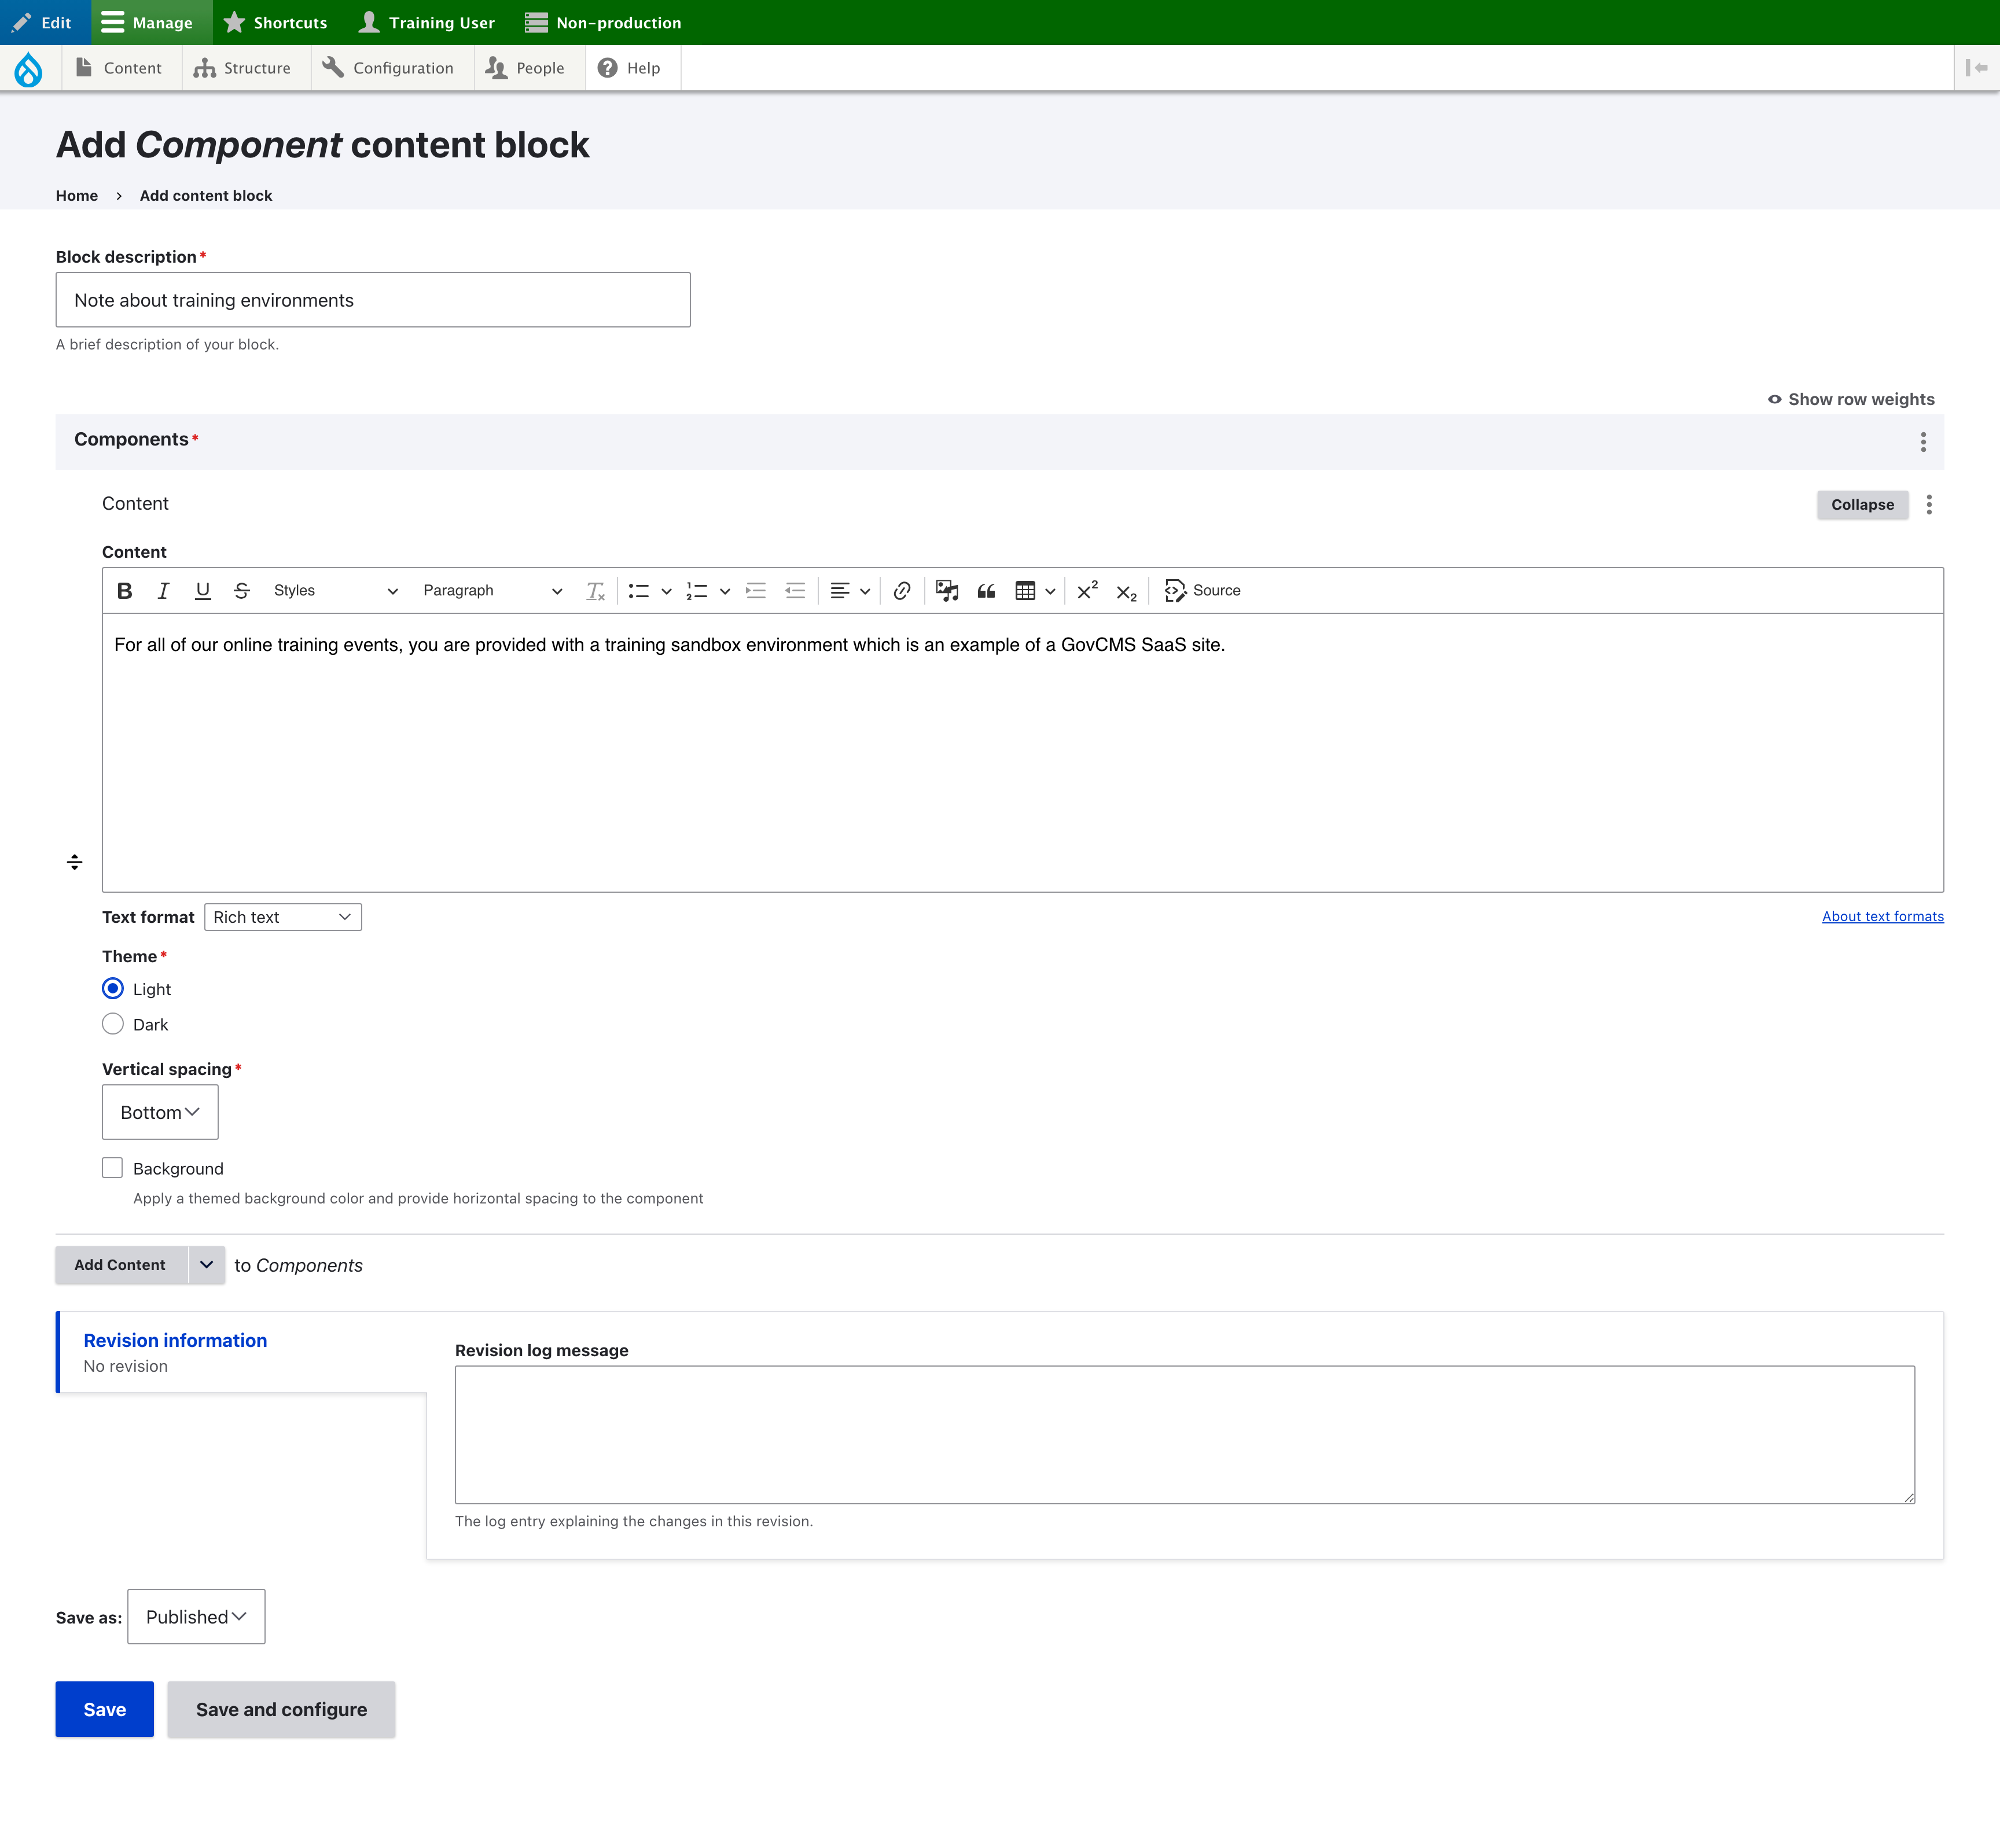 Edit Manage Shortcuts Training User Non-production
Content Structure Configuration People Help
Add Component content block
Home › Add content block
Block description*
Note about training environments
A brief description of your block.
Show row weights
Components*
Content Collapse
Content
B I U S Styles Paragraph Source
For all of our online training events, you are provided with a training sandbox environment which is an example of a GovCMS SaaS site.
Text format Rich text About text formats
Theme*
Light
Dark
Vertical spacing*
Bottom
Background
Apply a themed background color and provide horizontal spacing to the component
Add Content to Components
Revision information
No revision
Revision log message
The log entry explaining the changes in this revision.
Save as: Published
Save Save and configure